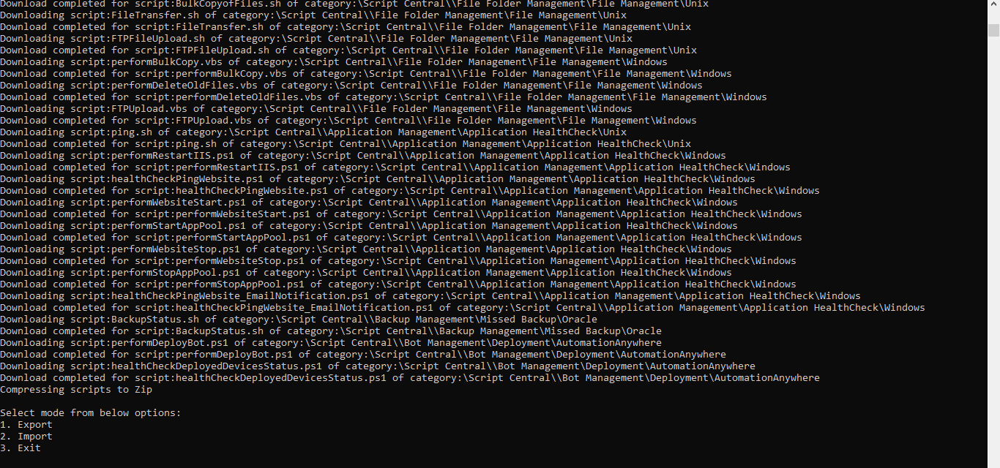 Download completed for script:BulkCopyofFiles.sh of category:\Script Central\\File Folder Management\File Management\Unix
Downloading script:FileTransfer.sh of category:\Script Central\\File Folder Management\File Management\Unix
Download completed for script:FileTransfer.sh of category:\Script Central\\File Folder Management\File Management\Unix
Downloading script:FTPFileUpload.sh of category:\Script Central\\File Folder Management\File Management\Unix
Download completed for script:FTPFileUpload.sh of category:\Script Central\\File Folder Management\File Management\Unix
Downloading script:performBulkCopy.vbs of category:\Script Central\\File Folder Management\File Management\Windows
Download completed for script:performBulkCopy.vbs of category:\Script Central\\File Folder Management\File Management\Windows
Downloading script:performDeleteOldFiles.vbs of category:\Script Central\\File Folder Management\File Management\Windows
Download completed for script:performDeleteOldFiles.vbs of category:\Script Central\\File Folder Management\File Management\Windows
Downloading script:FTPUpload.vbs of category:\Script Central\\File Folder Management\File Management\Windows
Download completed for script:FTPUpload.vbs of category:\Script Central\\File Folder Management\File Management\Windows
Downloading script:ping.sh of category:\Script Central\\Application Management\Application HealthCheck\Unix
Download completed for script:ping.sh of category:\Script Central\\Application Management\Application HealthCheck\Unix
Downloading script:performRestartIIS.ps1 of category:\Script Central\\Application Management\Application HealthCheck\Windows
Download completed for script:performRestartIIS.ps1 of category:\Script Central\\Application Management\Application HealthCheck\Windows
Downloading script:healthCheckPingWebsite.ps1 of category:\Script Central\\Application Management\Application HealthCheck\Windows
Download completed for script:healthCheckPingWebsite.ps1 of category:\Script Central\\Application Management\Application HealthCheck\Windows
Downloading script:performWebsiteStart.ps1 of category:\Script Central\\Application Management\Application HealthCheck\Windows
Download completed for script:performWebsiteStart.ps1 of category:\Script Central\\Application Management\Application HealthCheck\Windows
Downloading script:performStartAppPool.ps1 of category:\Script Central\\Application Management\Application HealthCheck\Windows
Download completed for script:performStartAppPool.ps1 of category:\Script Central\\Application Management\Application HealthCheck\Windows
Downloading script:performWebsiteStop.ps1 of category:\Script Central\\Application Management\Application HealthCheck\Windows
Download completed for script:performWebsiteStop.ps1 of category:\Script Central\\Application Management\Application HealthCheck\Windows
Downloading script:performStopAppPool.ps1 of category:\Script Central\\Application Management\Application HealthCheck\Windows
Download completed for script:performStopAppPool.ps1 of category:\Script Central\\Application Management\Application HealthCheck\Windows
Downloading script:healthCheckPingWebsite_EmailNotification.ps1 of category:\Script Central\\Application Management\Application HealthCheck\Windows
Download completed for script:healthCheckPingWebsite_EmailNotification.ps1 of category:\Script Central\\Application Management\Application HealthCheck\Windows
Downloading script:BackupStatus.sh of category:\Script Central\\Backup Management\Missed Backup\Oracle
Download completed for script:BackupStatus.sh of category:\Script Central\\Backup Management\Missed Backup\Oracle
Downloading script:performDeployBot.ps1 of category:\Script Central\\Bot Management\Deployment\AutomationAnywhere
Download completed for script:performDeployBot.ps1 of category:\Script Central\\Bot Management\Deployment\AutomationAnywhere
Downloading script:healthCheckDeployedDevicesStatus.ps1 of category:\Script Central\\Bot Management\Deployment\AutomationAnywhere
Download completed for script:healthCheckDeployedDevicesStatus.ps1 of category:\Script Central\\Bot Management\Deployment\AutomationAnywhere
Compressing scripts to Zip
Select mode from below options:
1. Export
2. Import
3. Exit